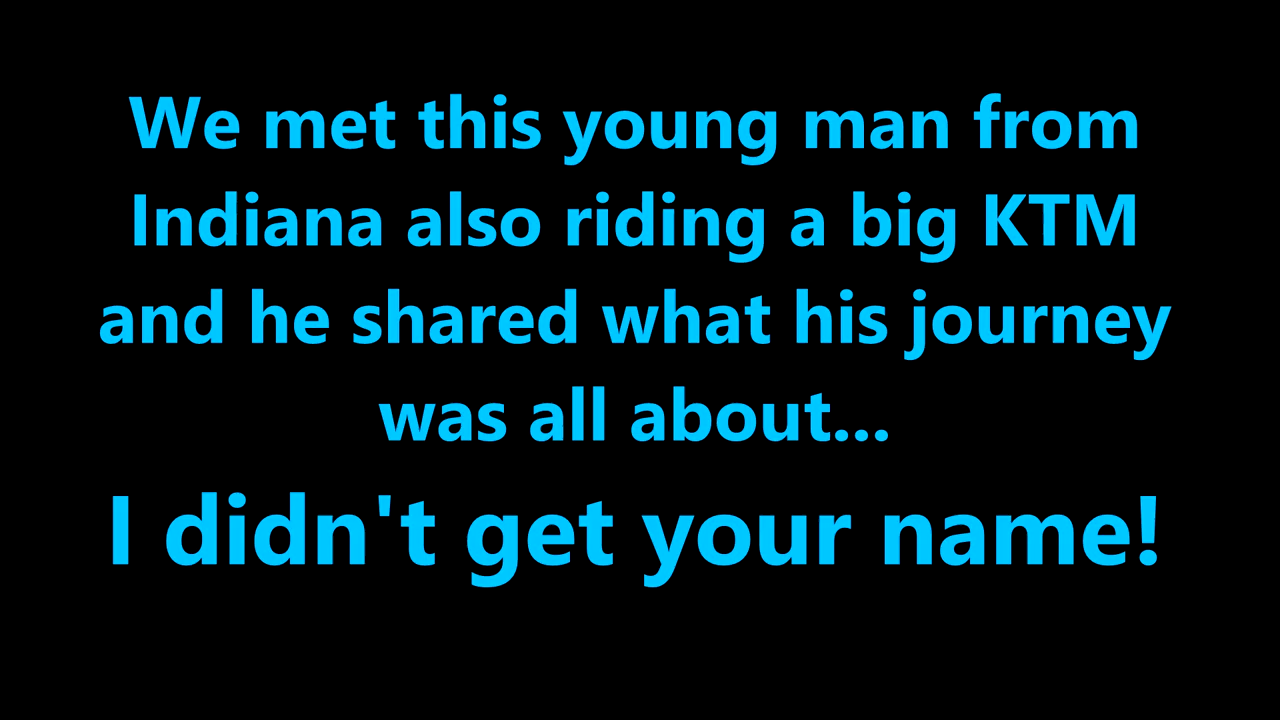 We met this young man from
Indiana also riding a big KTM
and he shared what his journey
was all about...
I didn't get your name!